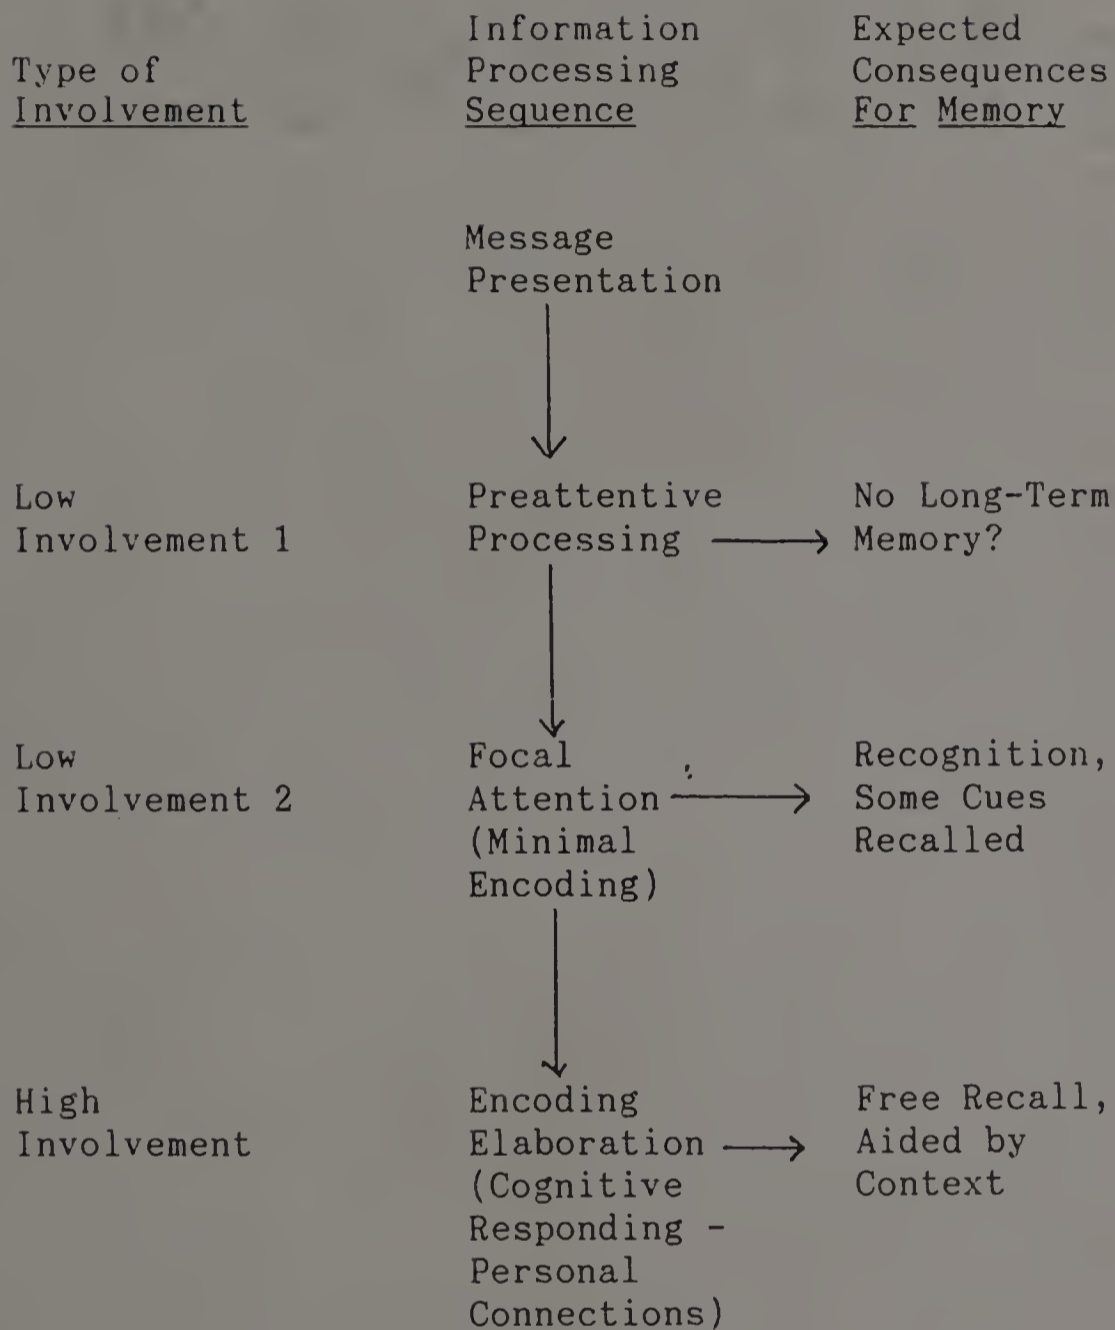 Type of
Involvement
Information
Processing
Sequence
Expected
Consequences
For Memory
Message
Presentation
Low
Involvement 1
Preattentive
Processing
No Long-Term
Memory?
Low
Involvement 2
Focal
Attention
(Minimal
Encoding)
Recognition,
Some Cues
Recalled
High
Involvement
Encoding
Elaboration
(Cognitive
Responding -
Personal
Connections)
Free Recall,
Aided by
Context